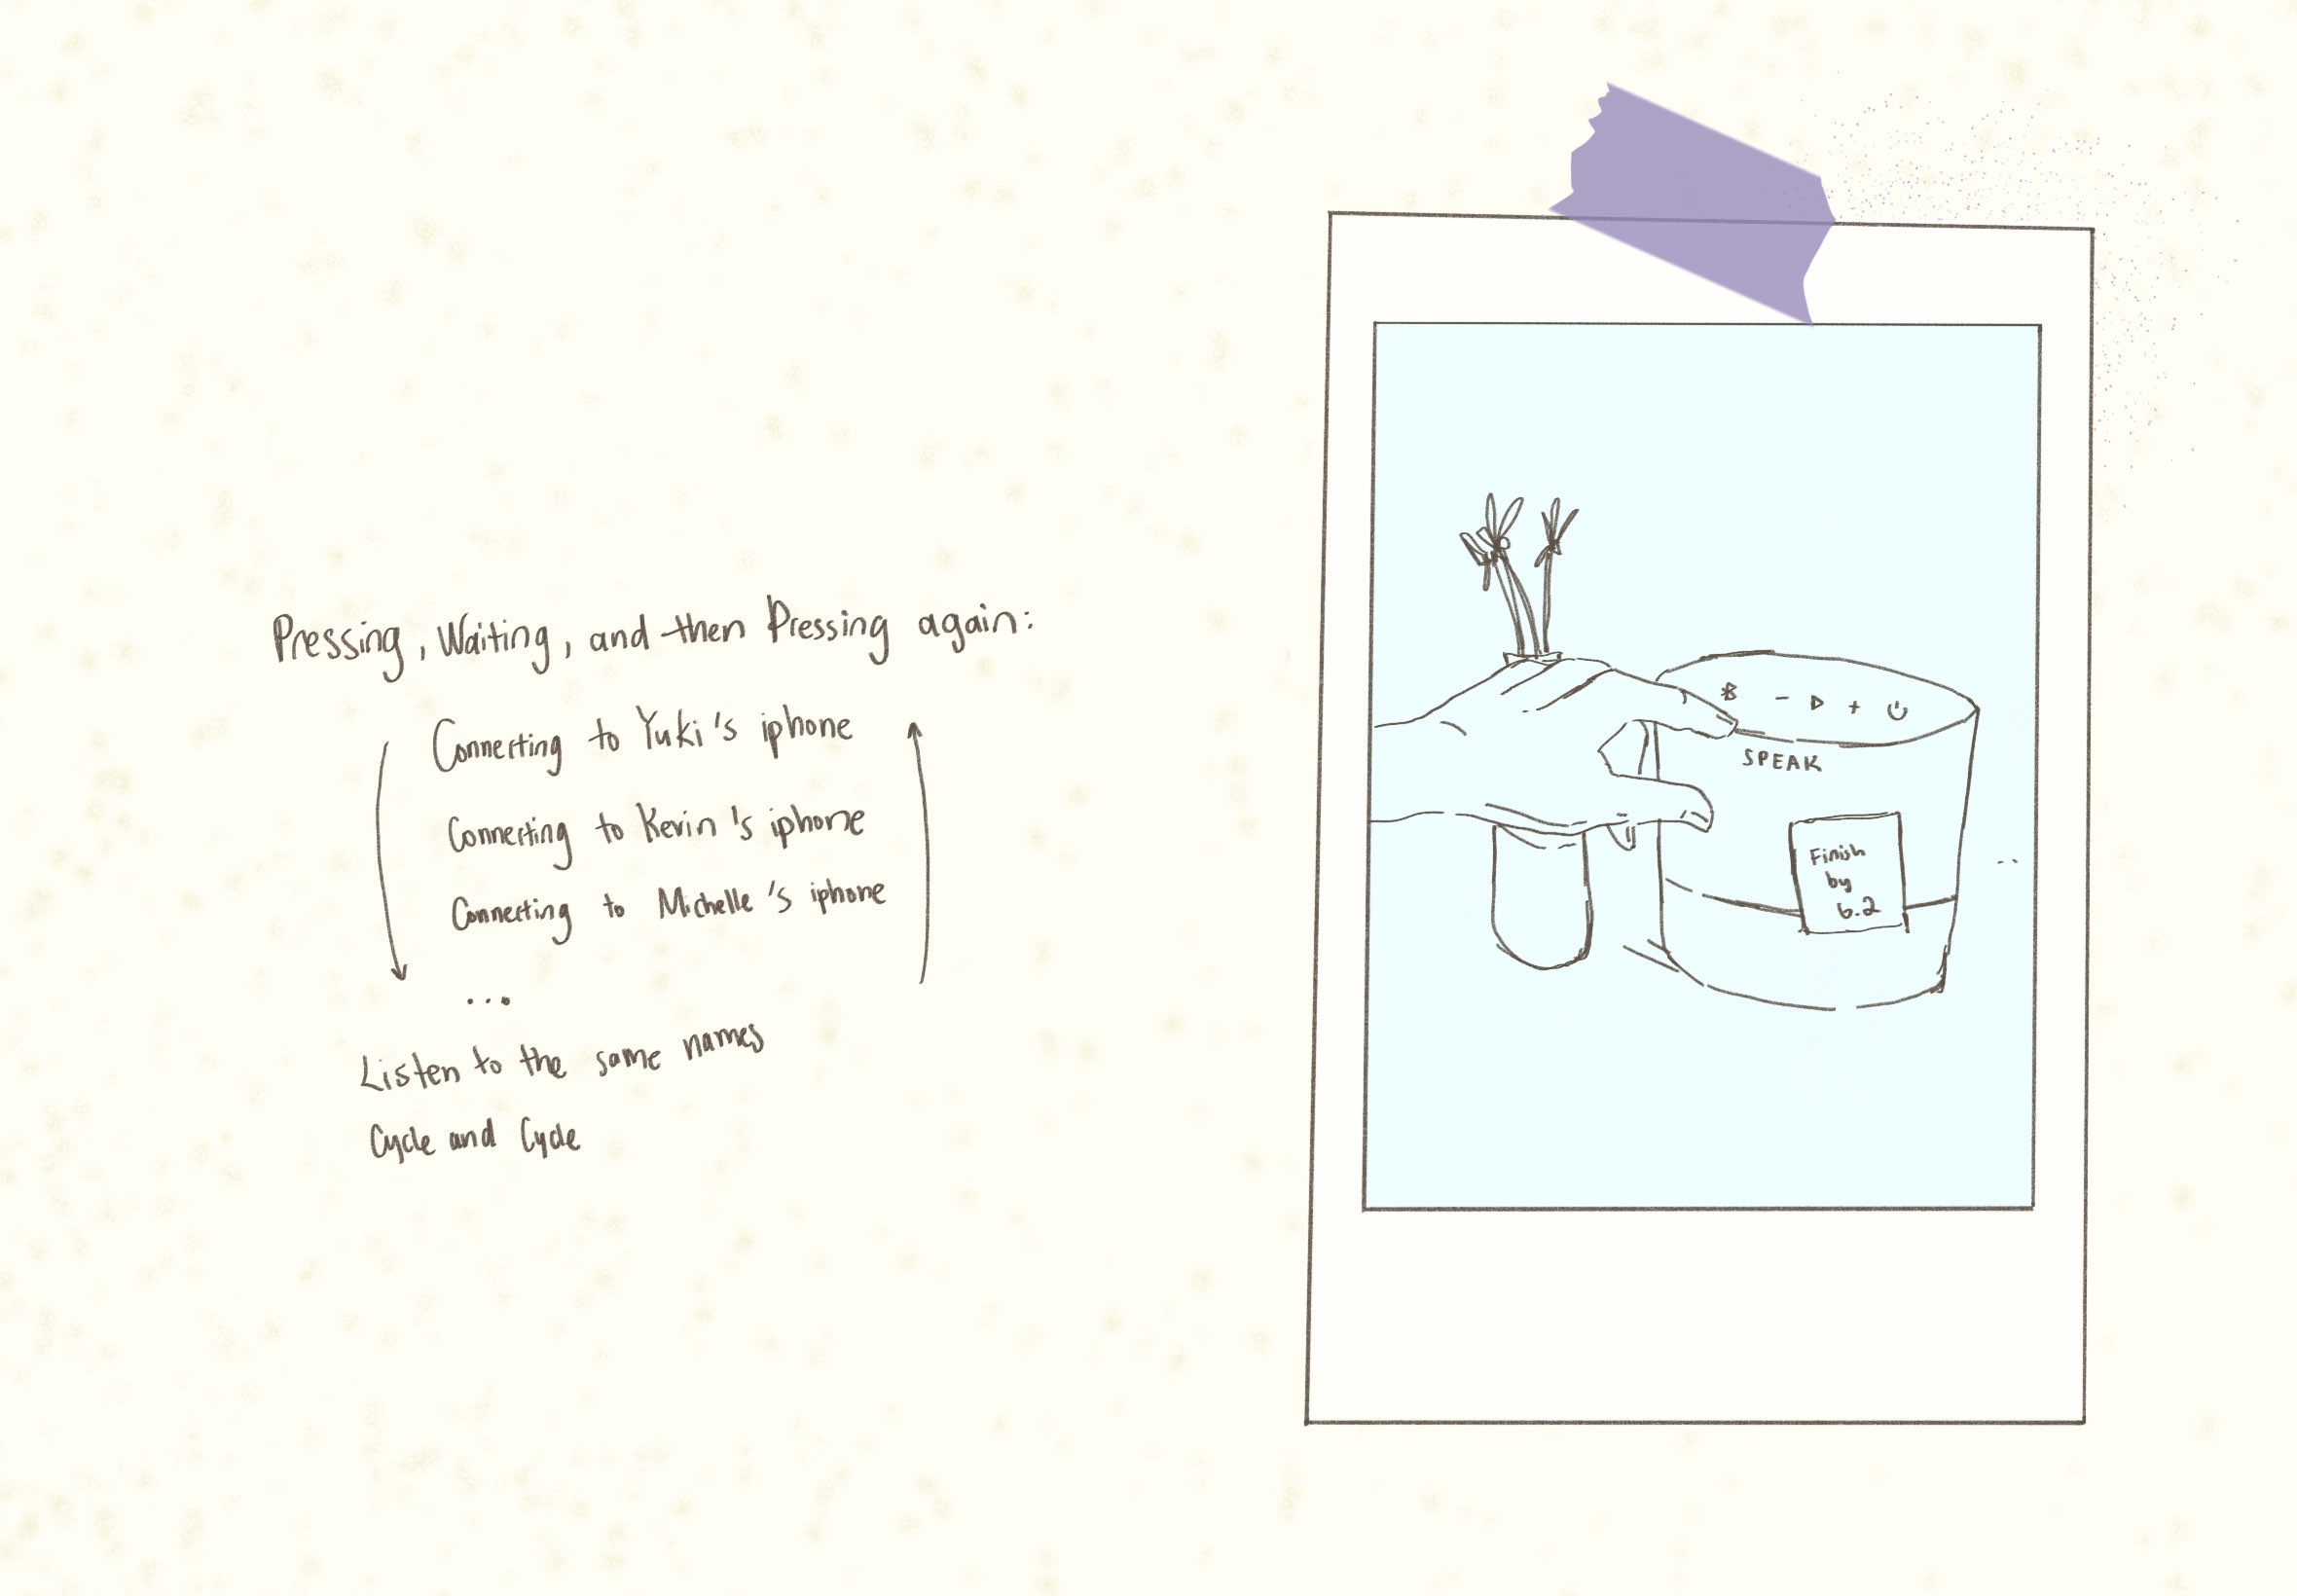 Pressing, Waiting, and then Pressing again:
Connecting to Yuki's iphone
Connecting to Kevin's iphone
Connecting to Michelle's iphone
...
Listen to the same names
Cycle and Cycle
SPEAK
Finish
by
6.2